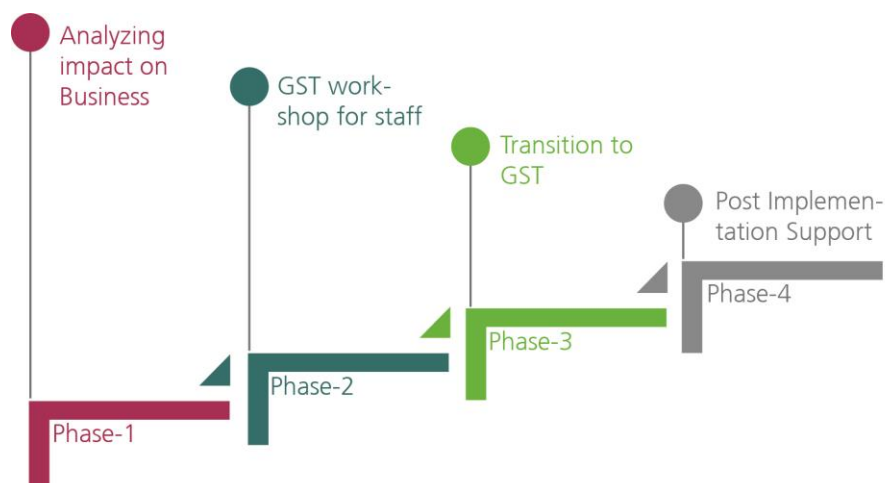 Analyzing
impact on
Business
GST work-
shop for staff
Transition to
GST
Post Implemen-
tation Support
Phase-1
Phase-2
Phase-3
Phase-4